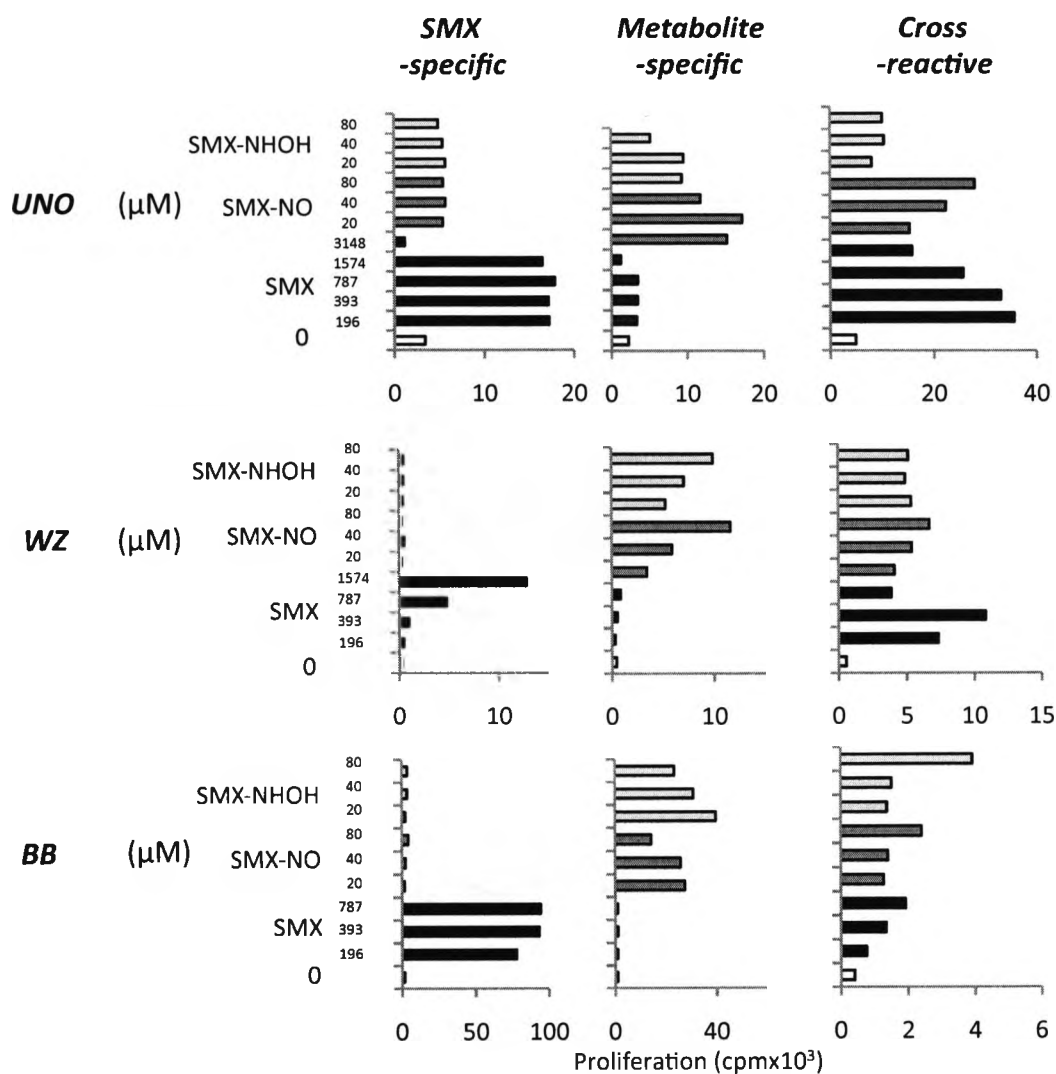 SMX Metabolite Cross
-specific -specific -reactive
80
SMX-NHOH 40
20
80
UNO (μM) SMX-NO 40
20
3148
1574
SMX 787
393
196
0
0 10 20 0 10 20 0 20 40
80
SMX-NHOH 40
20
80
WZ (μM) SMX-NO 40
20
1574
SMX 787
393
196
0
0 10 0 10 0 5 10 15
80
SMX-NHOH 40
20
80
BB (μM) SMX-NO 40
20
787
SMX 393
196
0
0 50 100 0 40 0 2 4 6
Proliferation (cpmx10³)